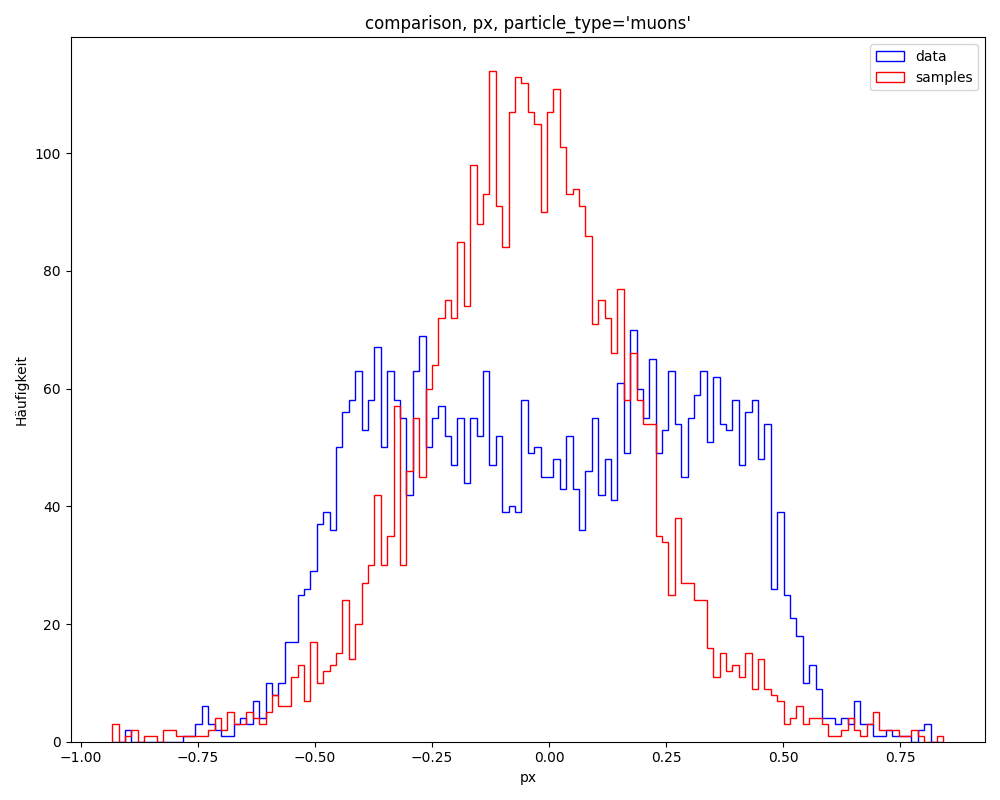 comparison, px, particle_type='muons'
data
samples
Häufigkeit
100
80
60
40
20
0
−1.00 −0.75 −0.50 −0.25 0.00 0.25 0.50 0.75
px